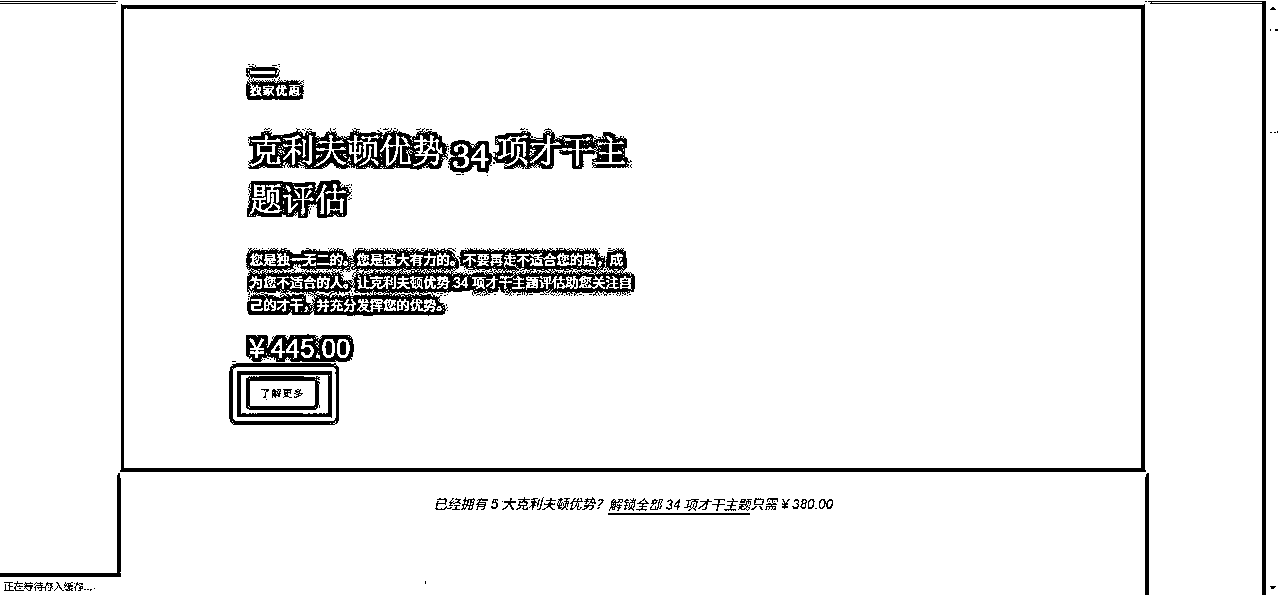 独家优惠
克利夫顿优势 34 项才干主
题评估
您是独一无二的。您是强大有力的。不要再走不适合您的路，成
为您不适合的人。让克利夫顿优势 34 项才干主题评估助您关注自
己的才干，并充分发挥您的优势。
¥ 445.00
了解更多
已经拥有 5 大克利夫顿优势？解锁全部 34 项才干主题只需 ¥ 380.00
正在等待存入缓存...